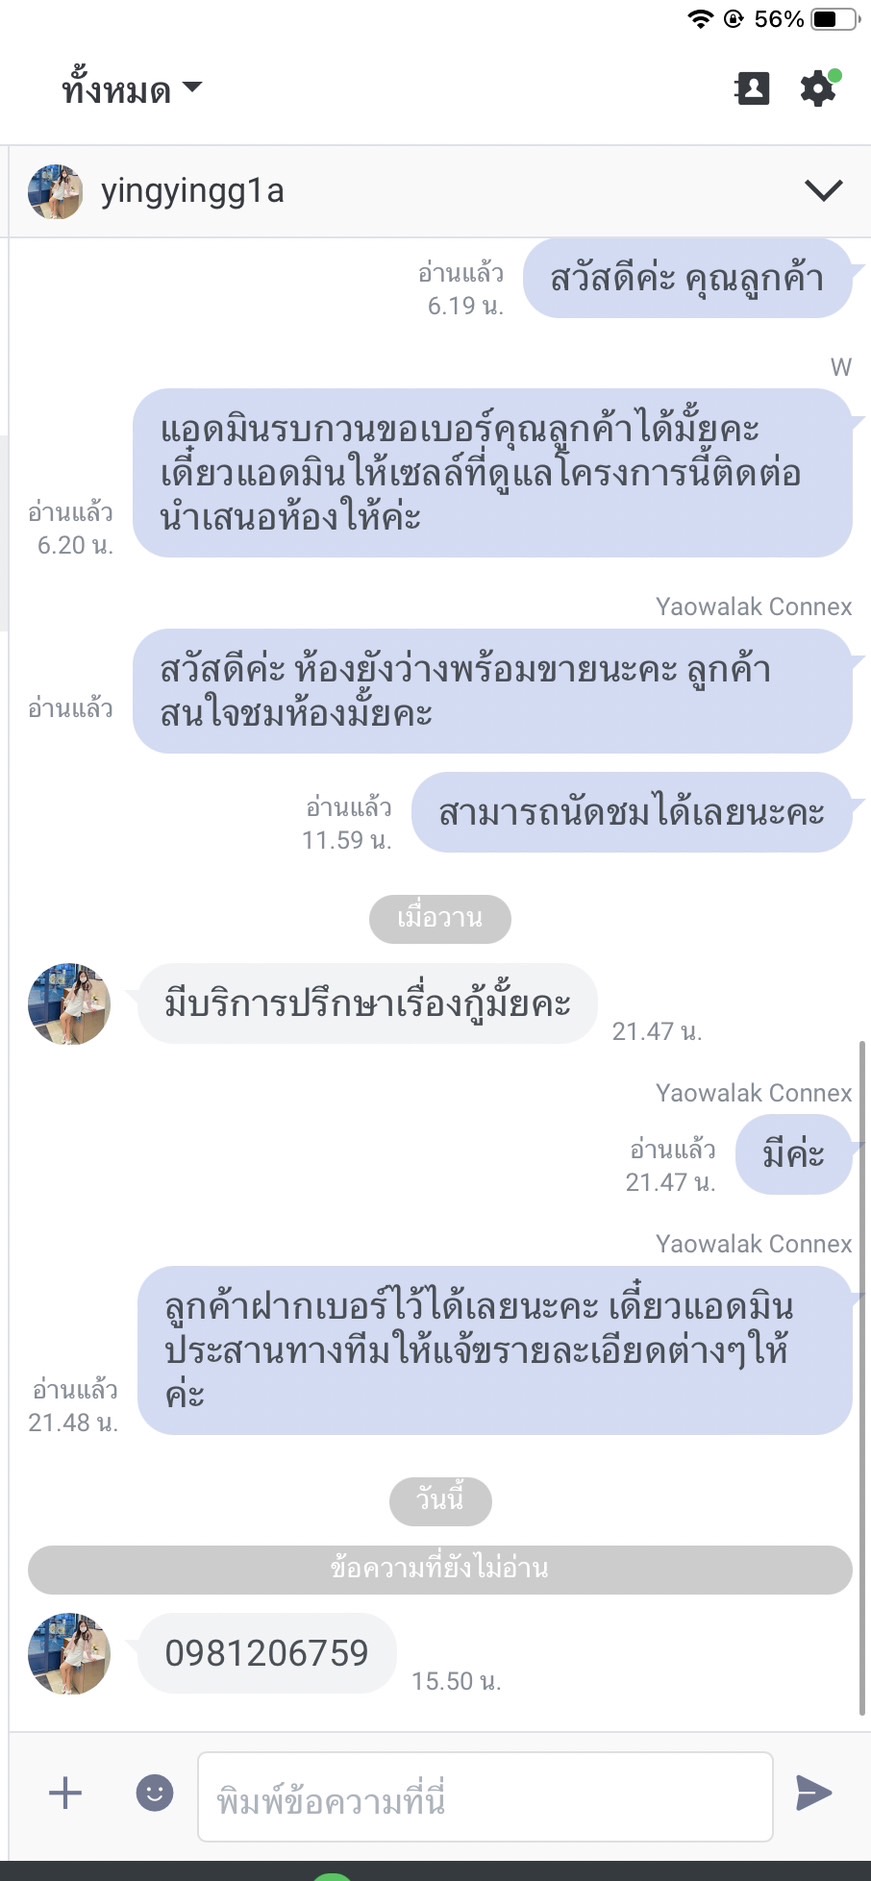 56%
ทั้งหมด
yingyingg1a
สวัสดีค่ะ คุณลูกค้า
อ่านแล้ว
6.19 น.
W
แอดมินรบกวนขอเบอร์คุณลูกค้าได้มั้ยคะ
เดี๋ยวแอดมินให้เซลล์ที่ดูแลโครงการนี้ติดต่อ
นำเสนอห้องให้ค่ะ
อ่านแล้ว
6.20 น.
Yaowalak Connex
สวัสดีค่ะ ห้องยังว่างพร้อมขายนะคะ ลูกค้า
สนใจชมห้องมั้ยคะ
อ่านแล้ว
สามารถนัดชมได้เลยนะคะ
อ่านแล้ว
11.59 น.
เมื่อวาน
มีบริการปรึกษาเรื่องกู้มั้ยคะ
21.47 น.
Yaowalak Connex
มีค่ะ
อ่านแล้ว
21.47 น.
Yaowalak Connex
ลูกค้าฝากเบอร์ไว้ได้เลยนะคะ เดี๋ยวแอดมิน
ประสานทางทีมให้แจ้ฃรายละเอียดต่างๆให้
ค่ะ
อ่านแล้ว
21.48 น.
วันนี้
ข้อความที่ยังไม่อ่าน
0981206759
15.50 น.
พิมพ์ข้อความที่นี่